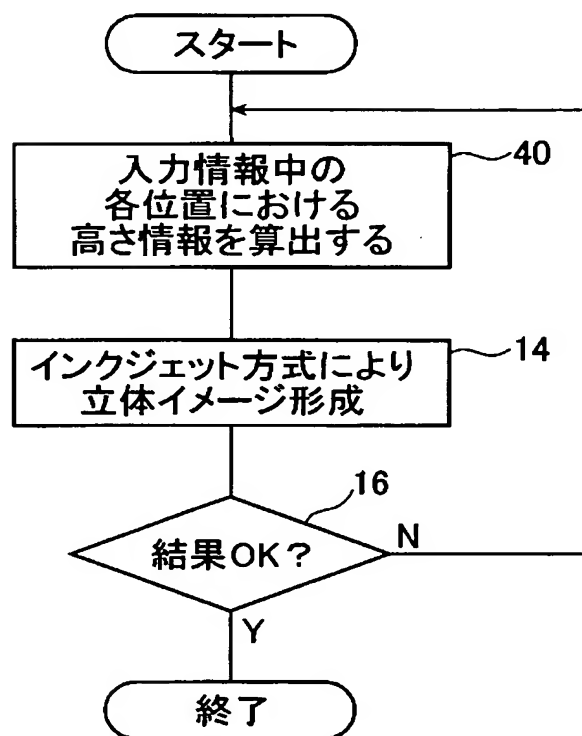 スタート
40
入力情報中の
各位置における
高さ情報を算出する
14
インクジェット方式により
立体イメージ形成
16
結果OK?
N
Y
終了